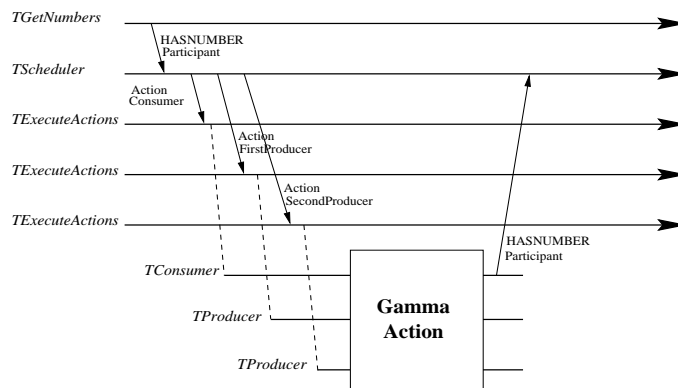 TGetNumbers
HASNUMBER
Participant
TScheduler
Action
Consumer
TExecuteActions
Action
FirstProducer
TExecuteActions
Action
SecondProducer
TExecuteActions
HASNUMBER
Participant
TConsumer
Gamma
Action
TProducer
TProducer